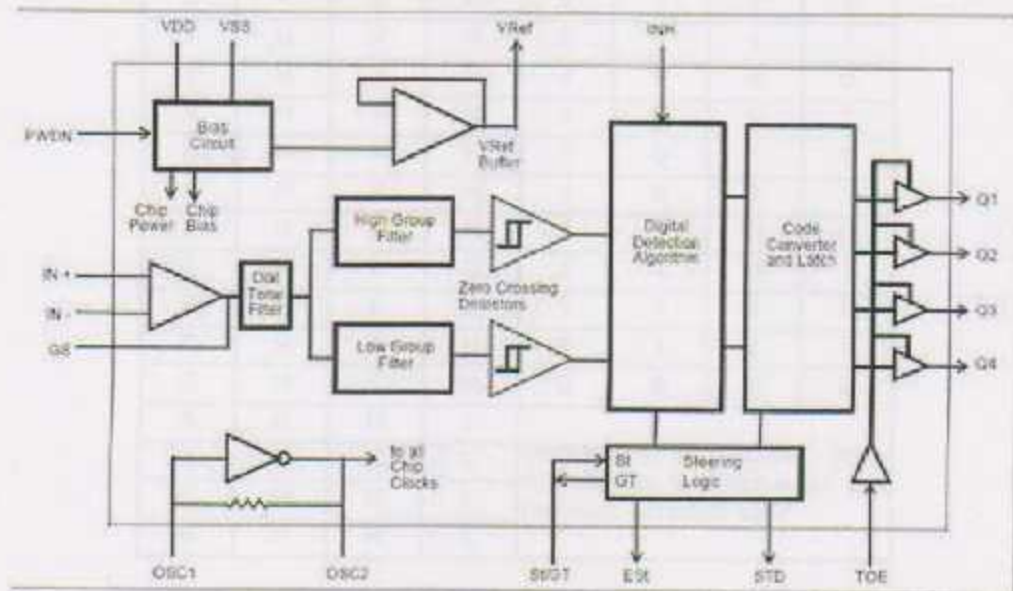 VDD VSS VRef INH
PWDN
Bias
Circuit
VRef
Buffer
Chip
Power
Chip
Bias
High Group
Filter
Digital
Detection
Algorithm
Code
Converter
and Latch
Q1
Q2
Q3
Q4
IN +
IN -
GS
Dial
Tone
Filter
Zero Crossing
Detectors
Low Group
Filter
to all
Chip
Clocks
St
GT
Steering
Logic
OSC1 OSC2 St/GT ESt STD TOE